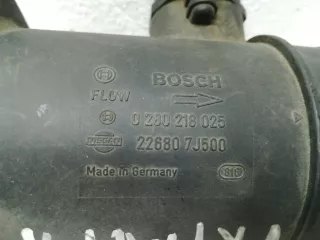 BOSCH
FLOW
0 280 218 025
NISSAN 22680 7J500
Made in Germany